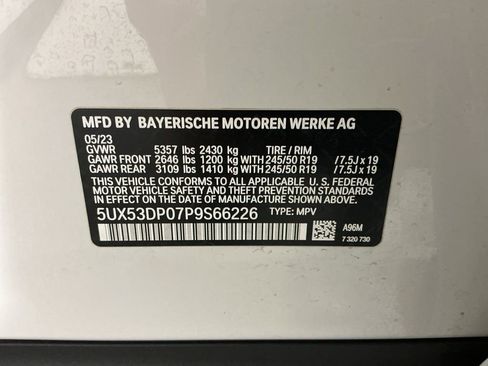 MFD BY BAYERISCHE MOTOREN WERKE AG
05/23
GVWR 5357 lbs 2430 kg TIRE / RIM
GAWR FRONT 2646 lbs 1200 kg WITH 245/50 R19 / 7.5J x 19
GAWR REAR 3109 lbs 1410 kg WITH 245/50 R19 / 7.5J x 19
THIS VEHICLE CONFORMS TO ALL APPLICABLE U. S. FEDERAL
MOTOR VEHICLE SAFETY AND THEFT PREVENTION STANDARDS
IN EFFECT ON THE DATE OF MANUFACTURE SHOWN ABOVE.
5UX53DP07P9S66226 TYPE: MPV
A96M
7 320 730